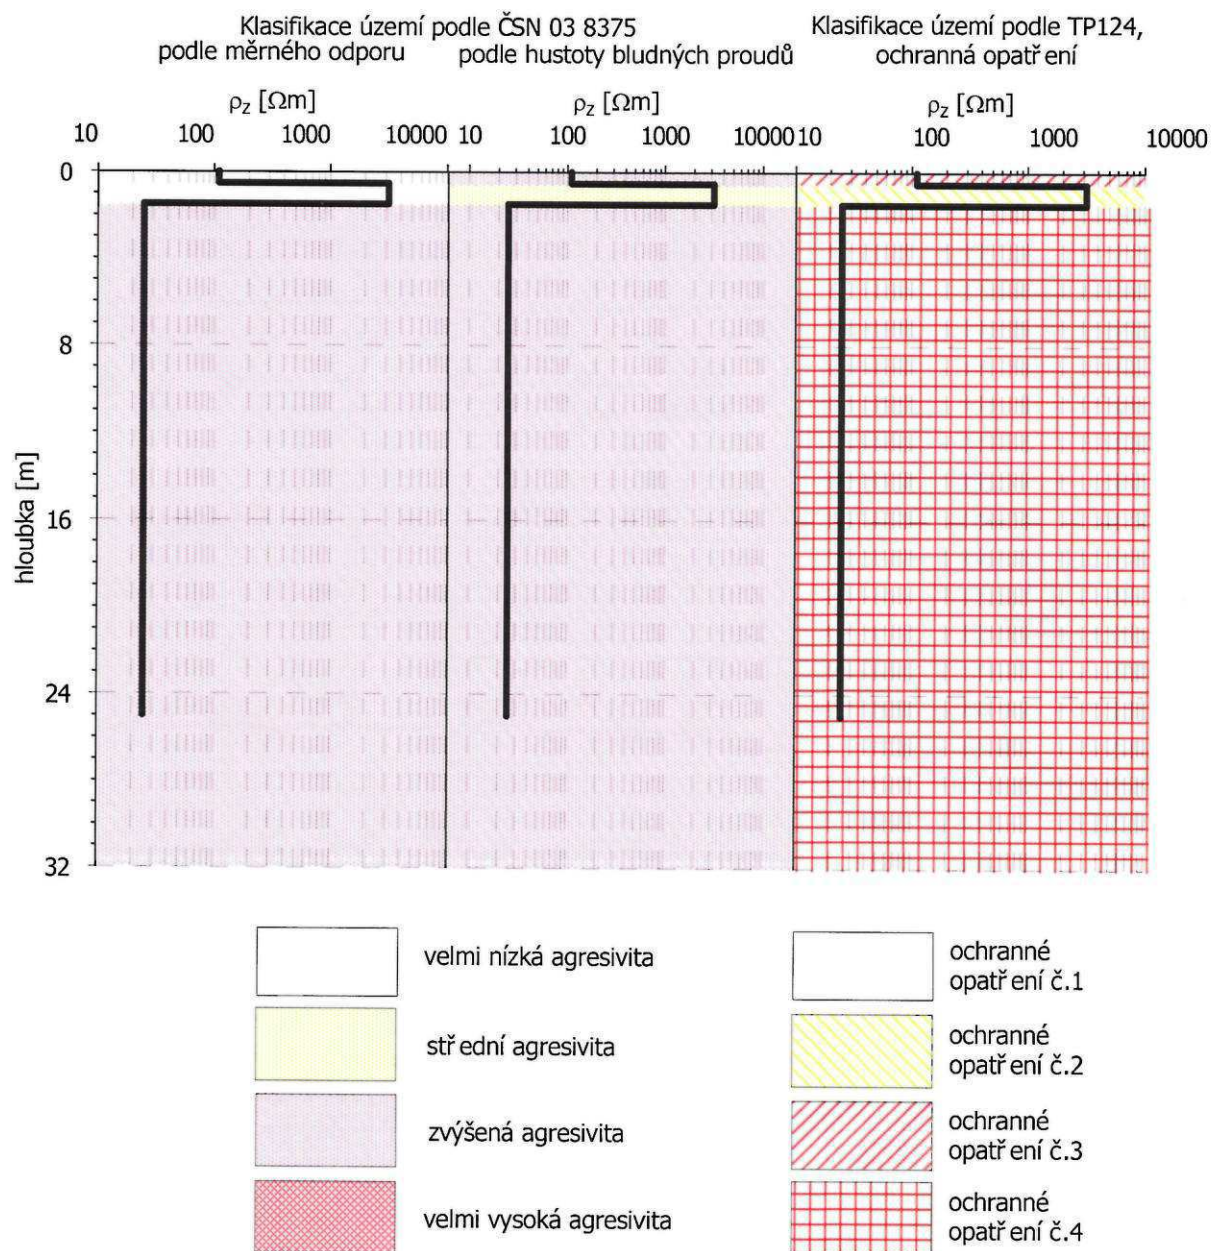 Klasifikace území podle ČSN 03 8375
podle měrného odporu
podle hustoty bludných proudů
Klasifikace území podle TP124,
ochranná opatření
ρz [Ωm]
ρz [Ωm]
ρz [Ωm]
10 100 1000 10000
10 100 1000 10000
10 100 1000 10000
0
8
16
24
32
hloubka [m]
velmi nízká agresivita
střední agresivita
zvýšená agresivita
velmi vysoká agresivita
ochranné
opatření č.1
ochranné
opatření č.2
ochranné
opatření č.3
ochranné
opatření č.4